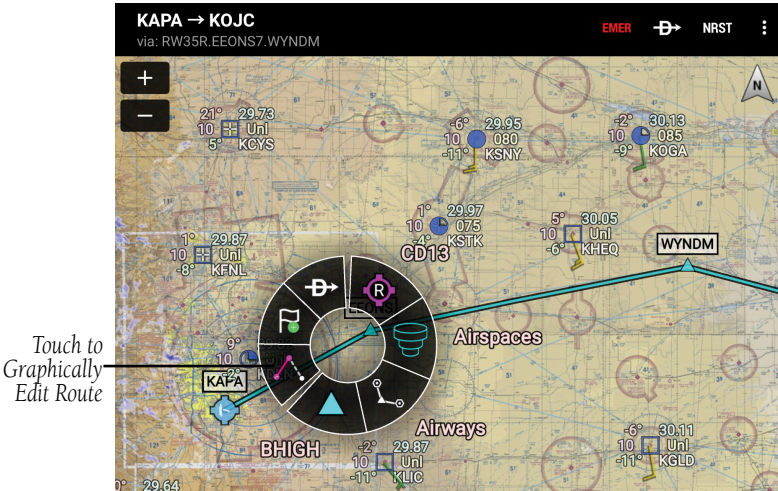 KAPA → KOJC
via: RW35R.EEONS7.WYNDM
EMER
NRST
+
−
N
21° 29.73
10 Unl
5° KCYS
-6° 29.95
10 080
-11° KSNY
-2° 30.13
10 085
-9° KOGA
1° 29.97
10 075
-4° KSTK
5° 30.05
10 Unl
-6° KHEQ
1° 29.87
10 Unl
-8° KFNL
CD13
WYNDM
R
EEONS
Airspaces
9°
10
-2°
KAPA
Touch to
Graphically
Edit Route
Airways
BHIGH
-2° 29.87
10 Unl
-11° KLIC
-6° 30.11
10 Unl
-11° KGLD
0° 29.64